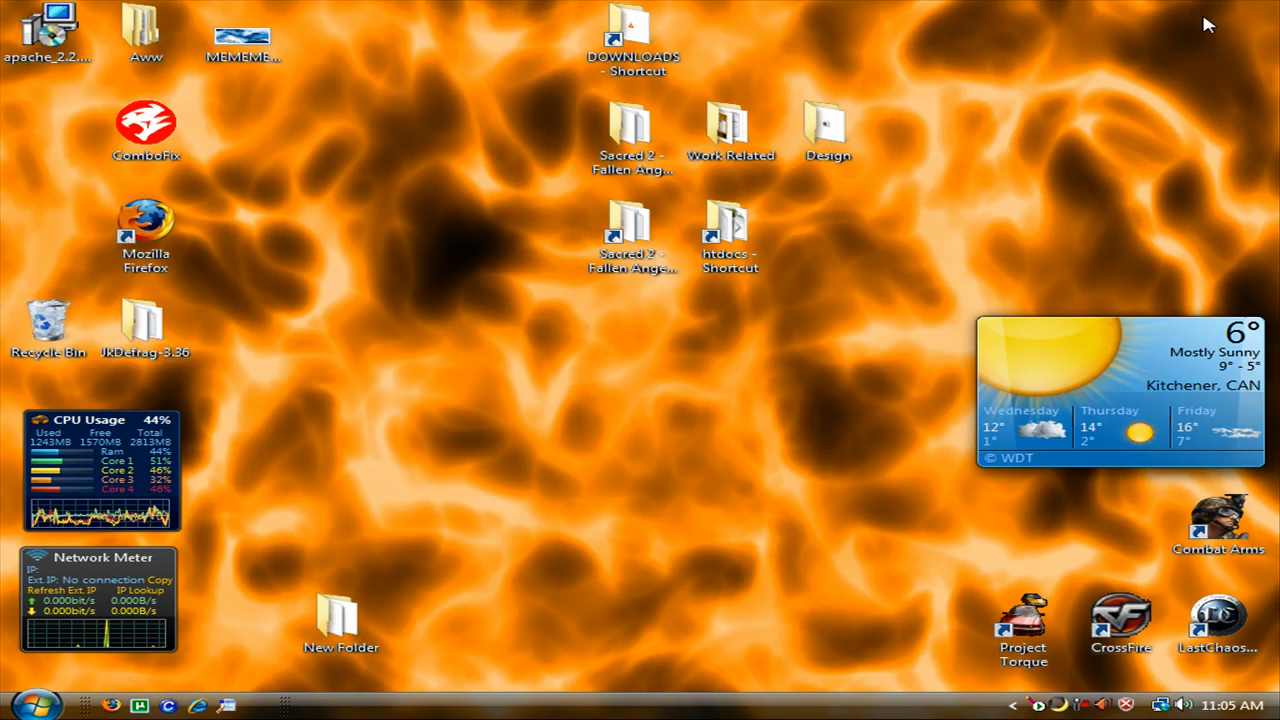 apache_2.2....
Aww
MEMEME...
DOWNLOADS
- Shortcut
ComboFix
Sacred 2 -
Fallen Ang...
Work Related
Design
Mozilla
Firefox
Sacred 2 -
Fallen Ange...
htdocs -
Shortcut
Recycle Bin
JkDefrag-3.36
6°
Mostly Sunny
9° - 5°
Kitchener, CAN
Wednesday
12°
1°
Thursday
14°
2°
Friday
16°
7°
© WDT
CPU Usage 44%
Used Free Total
1243MB 1570MB 2813MB
Ram 44%
Core 1 51%
Core 2 46%
Core 3 32%
Core 4 46%
Network Meter
IP:
Ext. IP: No connection Copy
Refresh Ext. IP IP Lookup
0.000bit/s 0.000B/s
0.000bit/s 0.000B/s
Combat Arms
New Folder
Project
Torque
CrossFire
LastChaos...
11:05 AM